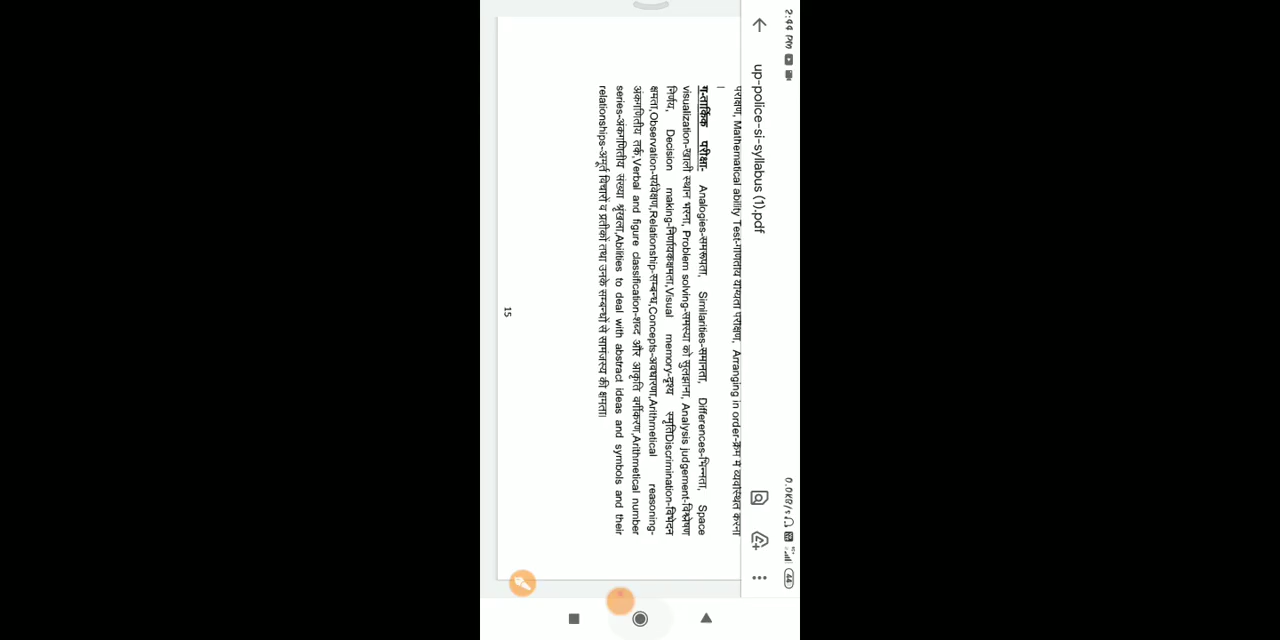 2:44 PM
0.0KB/s
44
up-police-si-syllabus (1).pdf
परीक्षण, Mathematical ability Test-गणितीय योग्यता परीक्षण, Arranging in order-क्रम में व्यवस्थित करना
।
ग-तार्किक परीक्षा- Analogies-समरूपता, Similarities-समानता, Differences-भिन्नता, Space
visualization-खाली स्थान भरना, Problem solving-समस्या को सुलझाना, Analysis judgement-विश्लेषण
निर्णय, Decision making-निर्णायकक्षमता,Visual memory-दृश्य स्मृतिDiscrimination-विभेदन
क्षमता,Observation-पर्यवेक्षण,Relationship-सम्बन्ध,Concepts-अवधारणा,Arithmetical reasoning-
अंकगणितीय तर्क,Verbal and figure classification-शब्द और आकृति वर्गीकरण,Arithmetical number
series-अंकगणितीय संख्या श्रृंखला,Abilities to deal with abstract ideas and symbols and their
relationships-अमूर्त विचारों व प्रतीकों तथा उनके सम्बन्धों से सामंजस्य की क्षमता।
15